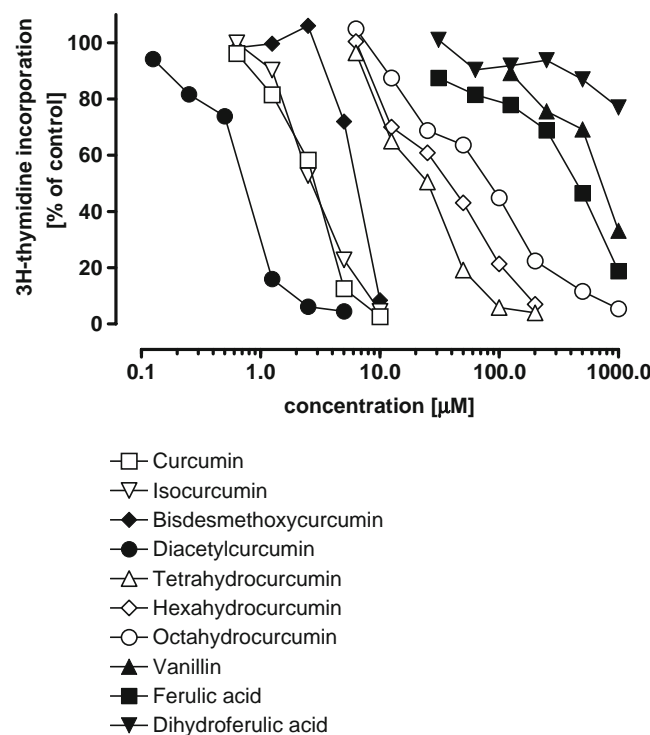 3H-thymidine incorporation
[% of control]
100
80
60
40
20
0
0.1 1.0 10.0 100.0 1000.0
concentration [µM]
Curcumin
Isocurcumin
Bisdesmethoxycurcumin
Diacetylcurcumin
Tetrahydrocurcumin
Hexahydrocurcumin
Octahydrocurcumin
Vanillin
Ferulic acid
Dihydroferulic acid